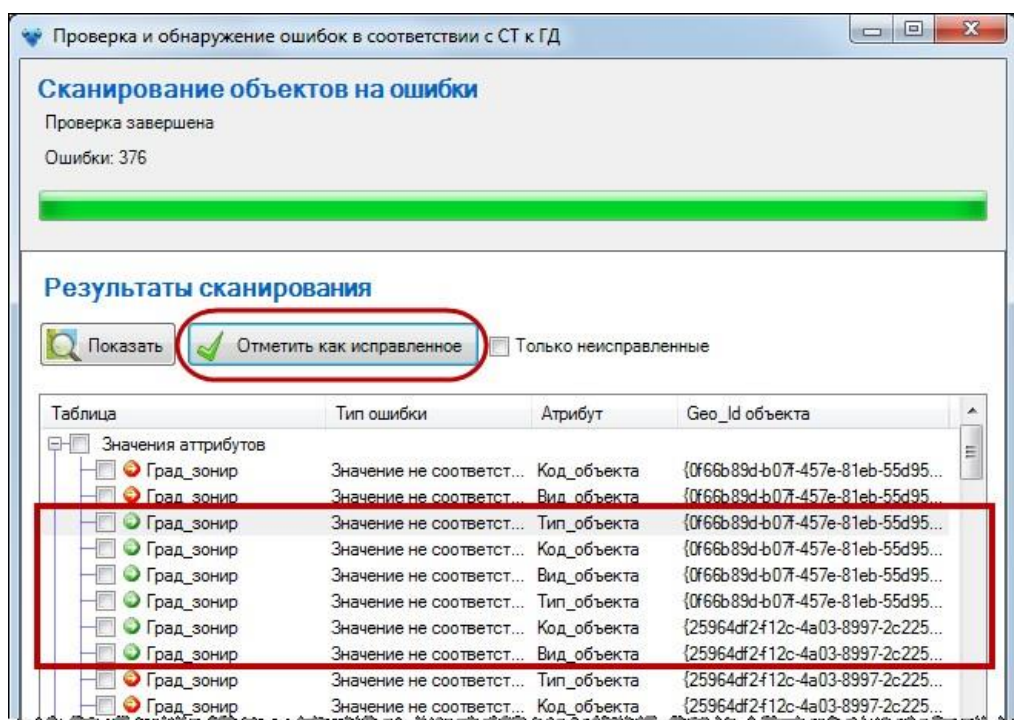 Проверка и обнаружение ошибок в соответствии с СТ к ГД
Сканирование объектов на ошибки
Проверка завершена
Ошибки: 376
Результаты сканирования
Показать Отметить как исправленное Только неисправленные
Таблица Тип ошибки Атрибут Geo_Id объекта
Значения аттрибутов
Град_зонир Значение не соответст... Код_объекта {0f66b89d-b07f-457e-81eb-55d95...
Град_зонир Значение не соответст... Вид_объекта {0f66b89d-b07f-457e-81eb-55d95...
Град_зонир Значение не соответст... Тип_объекта {0f66b89d-b07f-457e-81eb-55d95...
Град_зонир Значение не соответст... Код_объекта {0f66b89d-b07f-457e-81eb-55d95...
Град_зонир Значение не соответст... Вид_объекта {0f66b89d-b07f-457e-81eb-55d95...
Град_зонир Значение не соответст... Тип_объекта {0f66b89d-b07f-457e-81eb-55d95...
Град_зонир Значение не соответст... Код_объекта {25964df2-f12c-4a03-8997-2c225...
Град_зонир Значение не соответст... Вид_объекта {25964df2-f12c-4a03-8997-2c225...
Град_зонир Значение не соответст... Тип_объекта {25964df2-f12c-4a03-8997-2c225...
Град_зонир Значение не соответст... Код_объекта {25964df2-f12c-4a03-8997-2c225...